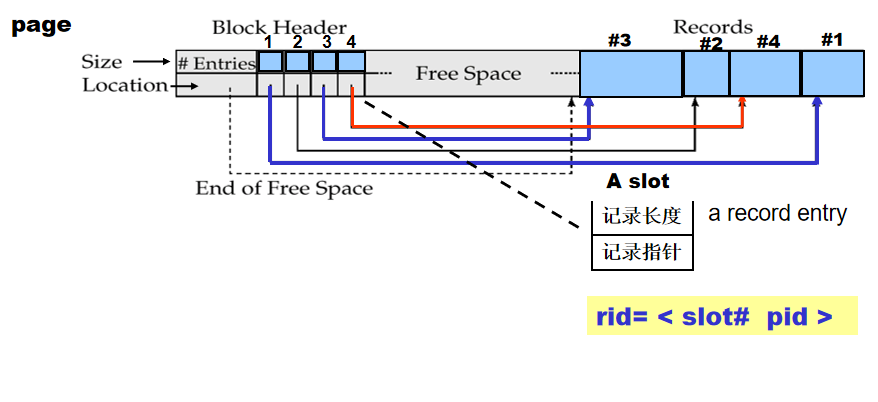 page
Block Header
Records
1 2 3 4
#3 #2 #4 #1
Size
# Entries
Location
Free Space
End of Free Space
A slot
记录长度
a record entry
记录指针
rid= < slot# pid >